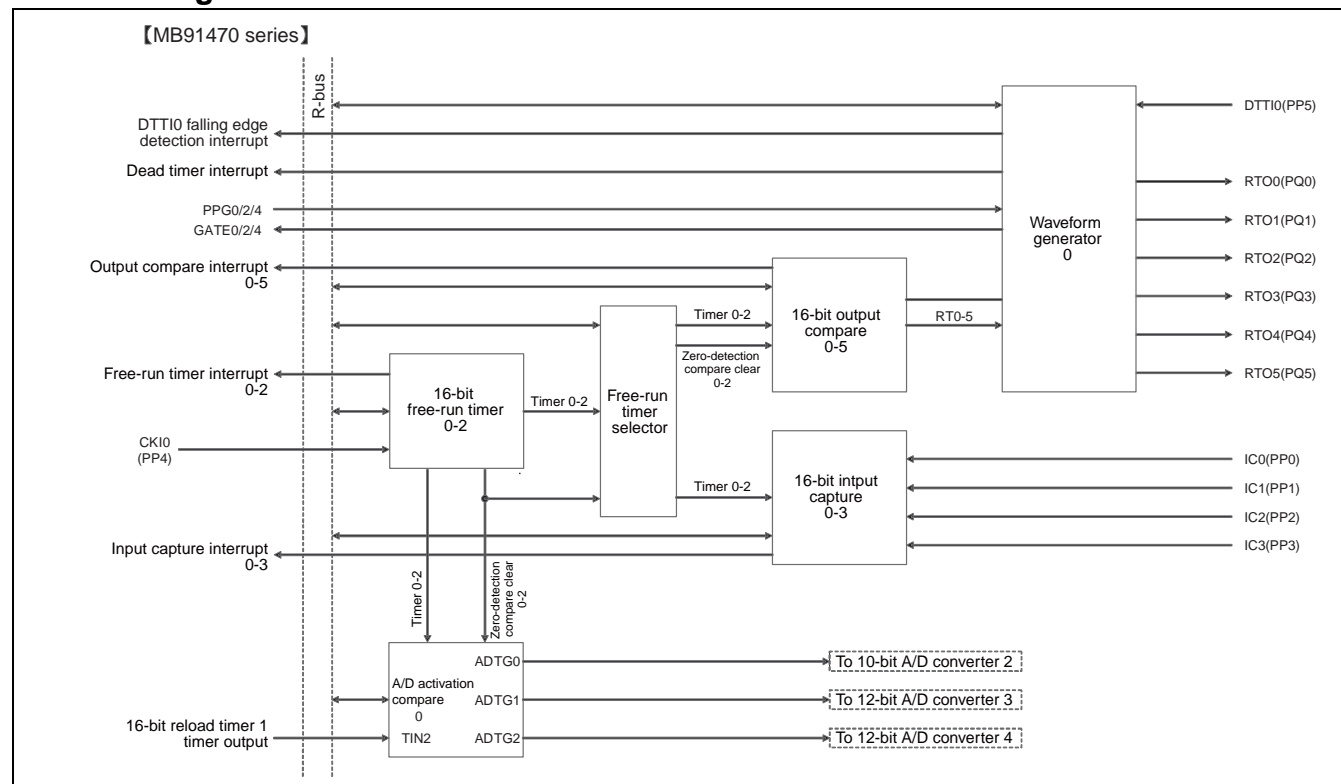 【MB91470 series】
R-bus
DTTI0 falling edge
detection interrupt
Dead timer interrupt
PPG0/2/4
GATE0/2/4
Output compare interrupt
0-5
Free-run timer interrupt
0-2
CKI0
(PP4)
Input capture interrupt
0-3
16-bit reload timer 1
timer output
16-bit
free-run timer
0-2
Timer 0-2
Free-run
timer
selector
Timer 0-2
Zero-detection
compare clear
0-2
Timer 0-2
16-bit output
compare
0-5
RT0-5
16-bit intput
capture
0-3
Waveform
generator
0
DTTI0(PP5)
RTO0(PQ0)
RTO1(PQ1)
RTO2(PQ2)
RTO3(PQ3)
RTO4(PQ4)
RTO5(PQ5)
IC0(PP0)
IC1(PP1)
IC2(PP2)
IC3(PP3)
Timer 0-2
Zero-detection
compare clear
0-2
A/D activation
compare
0
TIN2
ADTG0
ADTG1
ADTG2
To 10-bit A/D converter 2
To 12-bit A/D converter 3
To 12-bit A/D converter 4